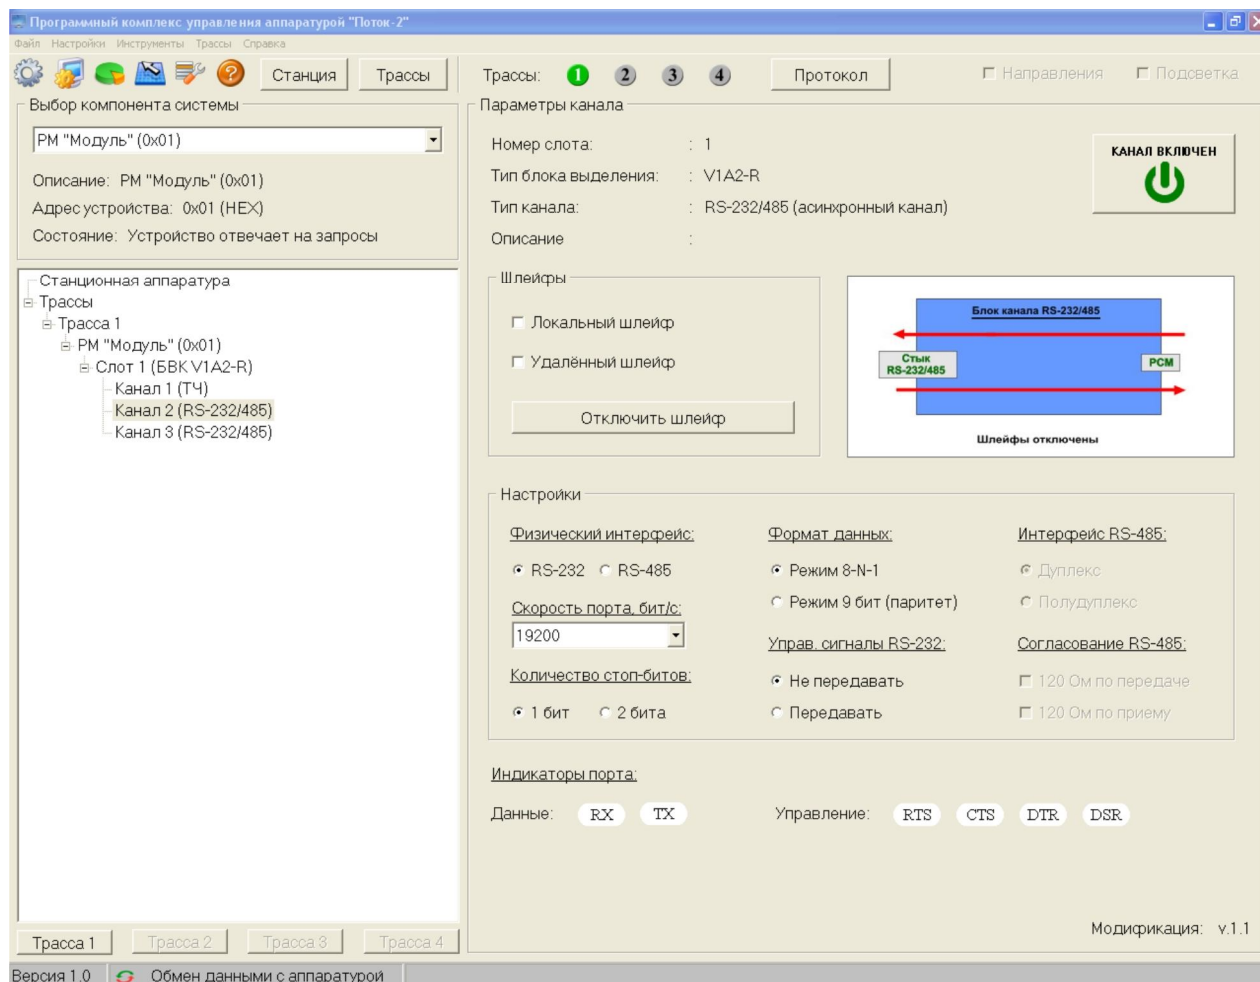 Программный комплекс управления аппаратурой "Поток-2"
Файл Настройки Инструменты Трассы Справка
Станция Трассы Трассы: 1 2 3 4 Протокол Направления Подсветка
Выбор компонента системы
РМ "Модуль" (0x01)
Описание: РМ "Модуль" (0x01)
Адрес устройства: 0x01 (HEX)
Состояние: Устройство отвечает на запросы
Станционная аппаратура
Трассы
Трасса 1
РМ "Модуль" (0x01)
Слот 1 (БВК V1A2-R)
Канал 1 (ТЧ)
Канал 2 (RS-232/485)
Канал 3 (RS-232/485)
Трасса 1 Трасса 2 Трасса 3 Трасса 4
Параметры канала
Номер слота: : 1
Тип блока выделения: : V1A2-R
Тип канала: : RS-232/485 (асинхронный канал)
Описание :
КАНАЛ ВКЛЮЧЕН
Шлейфы
Локальный шлейф
Удалённый шлейф
Отключить шлейф
Блок канала RS-232/485
Стык
RS-232/485
PCM
Шлейфы отключены
Настройки
Физический интерфейс:
RS-232 RS-485
Скорость порта, бит/с:
19200
Количество стоп-битов:
1 бит 2 бита
Формат данных:
Режим 8-N-1
Режим 9 бит (паритет)
Управ. сигналы RS-232:
Не передавать
Передавать
Интерфейс RS-485:
Дуплекс
Полудуплекс
Согласование RS-485:
120 Ом по передаче
120 Ом по приему
Индикаторы порта:
Данные: RX TX Управление: RTS CTS DTR DSR
Модификация: v.1.1
Версия 1.0 Обмен данными с аппаратурой